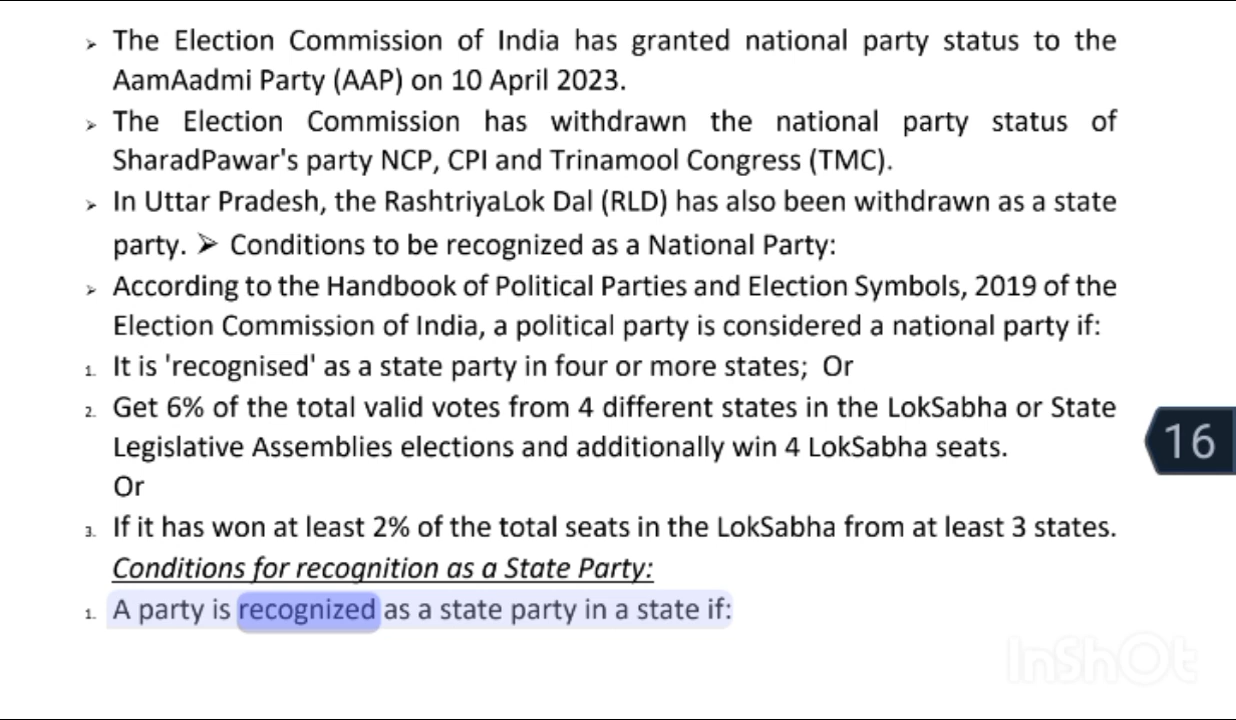 ➢ The Election Commission of India has granted national party status to the
AamAadmi Party (AAP) on 10 April 2023.
➢ The Election Commission has withdrawn the national party status of
SharadPawar's party NCP, CPI and Trinamool Congress (TMC).
➢ In Uttar Pradesh, the RashtriyaLok Dal (RLD) has also been withdrawn as a state
party. ➢ Conditions to be recognized as a National Party:
➢ According to the Handbook of Political Parties and Election Symbols, 2019 of the
Election Commission of India, a political party is considered a national party if:
1. It is 'recognised' as a state party in four or more states; Or
2. Get 6% of the total valid votes from 4 different states in the LokSabha or State
Legislative Assemblies elections and additionally win 4 LokSabha seats.
Or
16
3. If it has won at least 2% of the total seats in the LokSabha from at least 3 states.
Conditions for recognition as a State Party:
1. A party is recognized as a state party in a state if:
InShOt